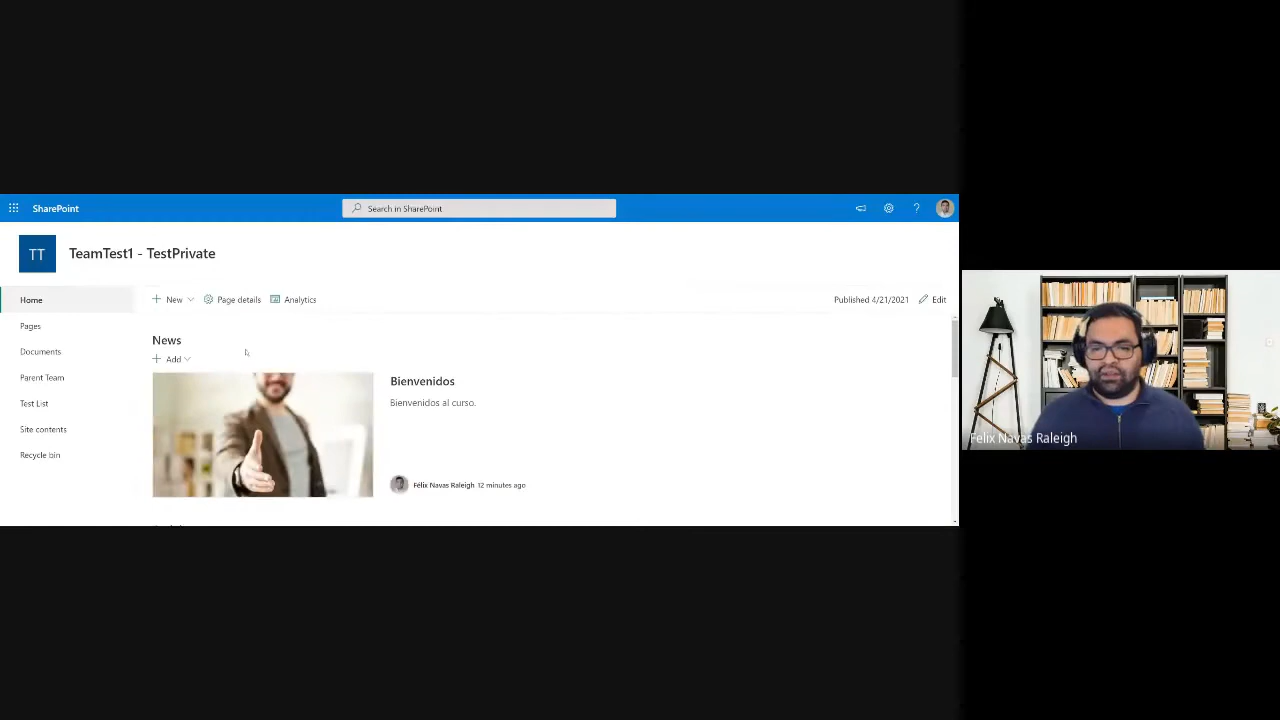 SharePoint
Search in SharePoint
?
TT
TeamTest1 - TestPrivate
Home
Pages
Documents
Parent Team
Test List
Site contents
Recycle bin
New
Page details
Analytics
Published 4/21/2021
Edit
News
Add
Bienvenidos
Bienvenidos al curso.
Félix Navas Raleigh 12 minutes ago
Felix Navas Raleigh